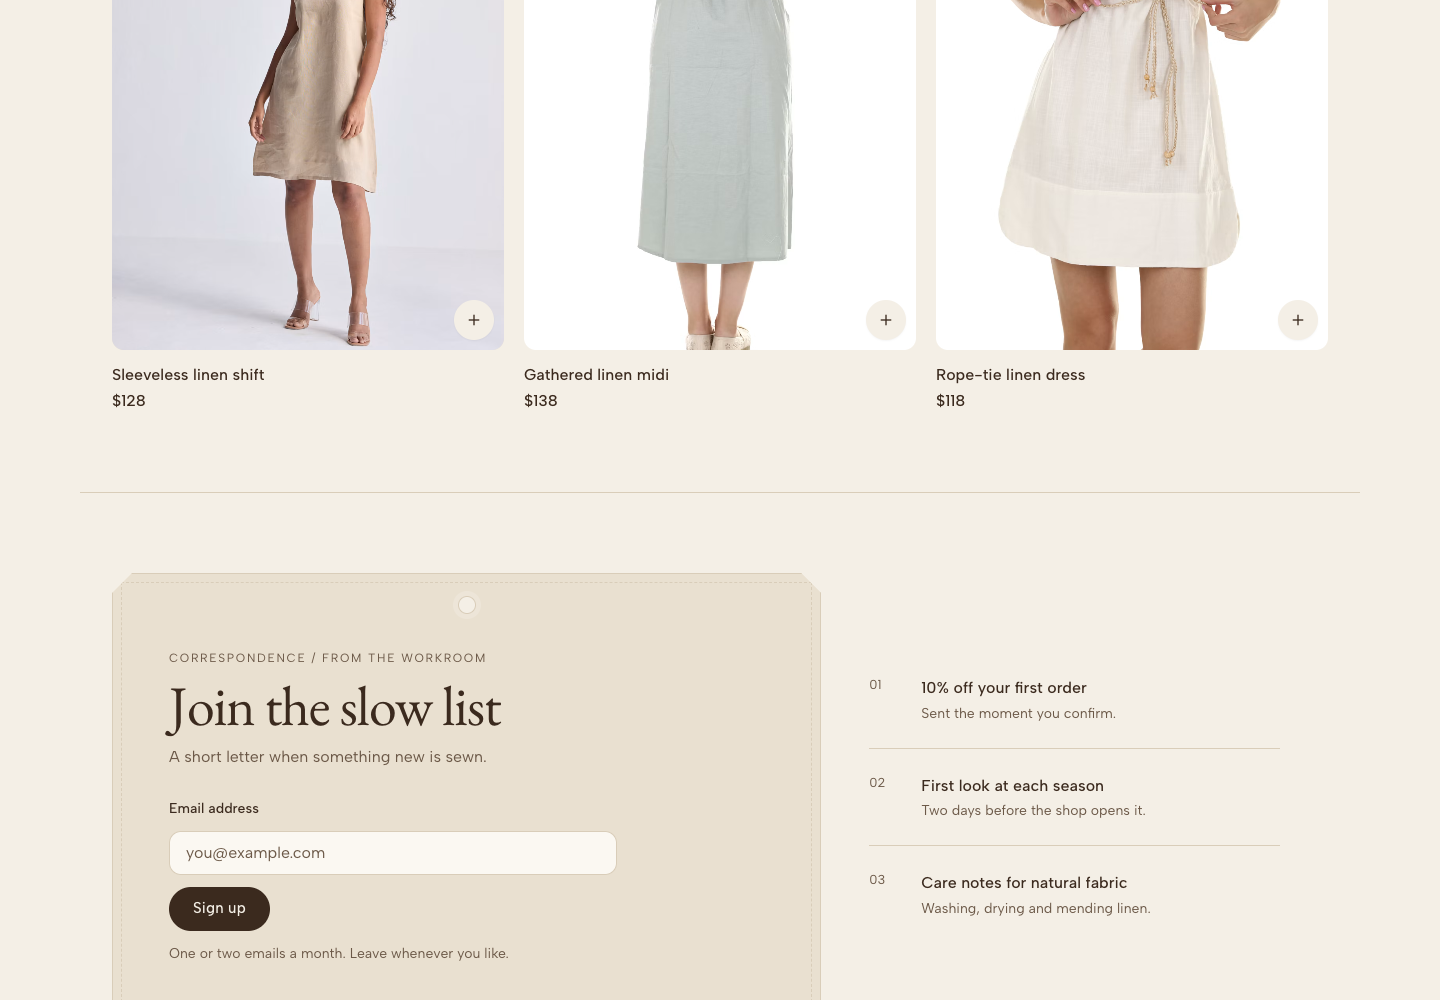 Sleeveless linen shift
$128
Gathered linen midi
$138
Rope-tie linen dress
$118
CORRESPONDENCE / FROM THE WORKROOM
Join the slow list
A short letter when something new is sewn.
Email address
you@example.com
Sign up
One or two emails a month. Leave whenever you like.
01
10% off your first order
Sent the moment you confirm.
02
First look at each season
Two days before the shop opens it.
03
Care notes for natural fabric
Washing, drying and mending linen.